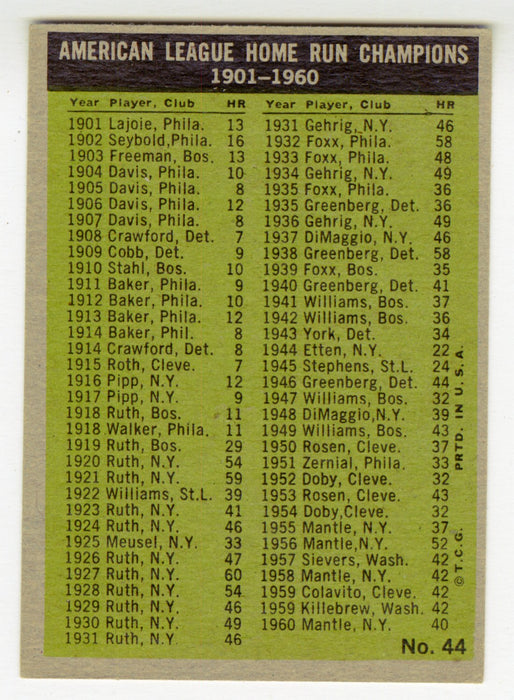 AMERICAN LEAGUE HOME RUN CHAMPIONS
1901-1960
Year Player, Club HR
1901 Lajoie, Phila. 13
1902 Seybold,Phila. 16
1903 Freeman, Bos. 13
1904 Davis, Phila. 10
1905 Davis, Phila. 8
1906 Davis, Phila. 12
1907 Davis, Phila. 8
1908 Crawford, Det. 7
1909 Cobb, Det. 9
1910 Stahl, Bos. 10
1911 Baker, Phila. 9
1912 Baker, Phila. 10
1913 Baker, Phila. 12
1914 Baker, Phil. 8
1914 Crawford, Det. 8
1915 Roth, Cleve. 7
1916 Pipp, N.Y. 12
1917 Pipp, N.Y. 9
1918 Ruth, Bos. 11
1918 Walker, Phila. 11
1919 Ruth, Bos. 29
1920 Ruth, N.Y. 54
1921 Ruth, N.Y. 59
1922 Williams, St.L. 39
1923 Ruth, N.Y. 41
1924 Ruth, N.Y. 46
1925 Meusel, N.Y. 33
1926 Ruth, N.Y. 47
1927 Ruth, N.Y. 60
1928 Ruth, N.Y. 54
1929 Ruth, N.Y. 46
1930 Ruth, N.Y. 49
1931 Ruth, N.Y. 46
Year Player, Club HR
1931 Gehrig, N.Y. 46
1932 Foxx, Phila. 58
1933 Foxx, Phila. 48
1934 Gehrig, N.Y. 49
1935 Foxx, Phila. 36
1935 Greenberg, Det. 36
1936 Gehrig, N.Y. 49
1937 DiMaggio, N.Y. 46
1938 Greenberg, Det. 58
1939 Foxx, Bos. 35
1940 Greenberg, Det. 41
1941 Williams, Bos. 37
1942 Williams, Bos. 36
1943 York, Det. 34
1944 Etten, N.Y. 22
1945 Stephens, St.L. 24
1946 Greenberg, Det. 44
1947 Williams, Bos. 32
1948 DiMaggio,N.Y. 39
1949 Williams, Bos. 43
1950 Rosen, Cleve. 37
1951 Zernial, Phila. 33
1952 Doby, Cleve. 32
1953 Rosen, Cleve. 43
1954 Doby,Cleve. 32
1955 Mantle, N.Y. 37
1956 Mantle,N.Y. 52
1957 Sievers, Wash. 42
1958 Mantle, N.Y. 42
1959 Colavito, Cleve. 42
1959 Killebrew, Wash. 42
1960 Mantle, N.Y. 40
No. 44
© T.C.G. PRTD. IN U.S.A.